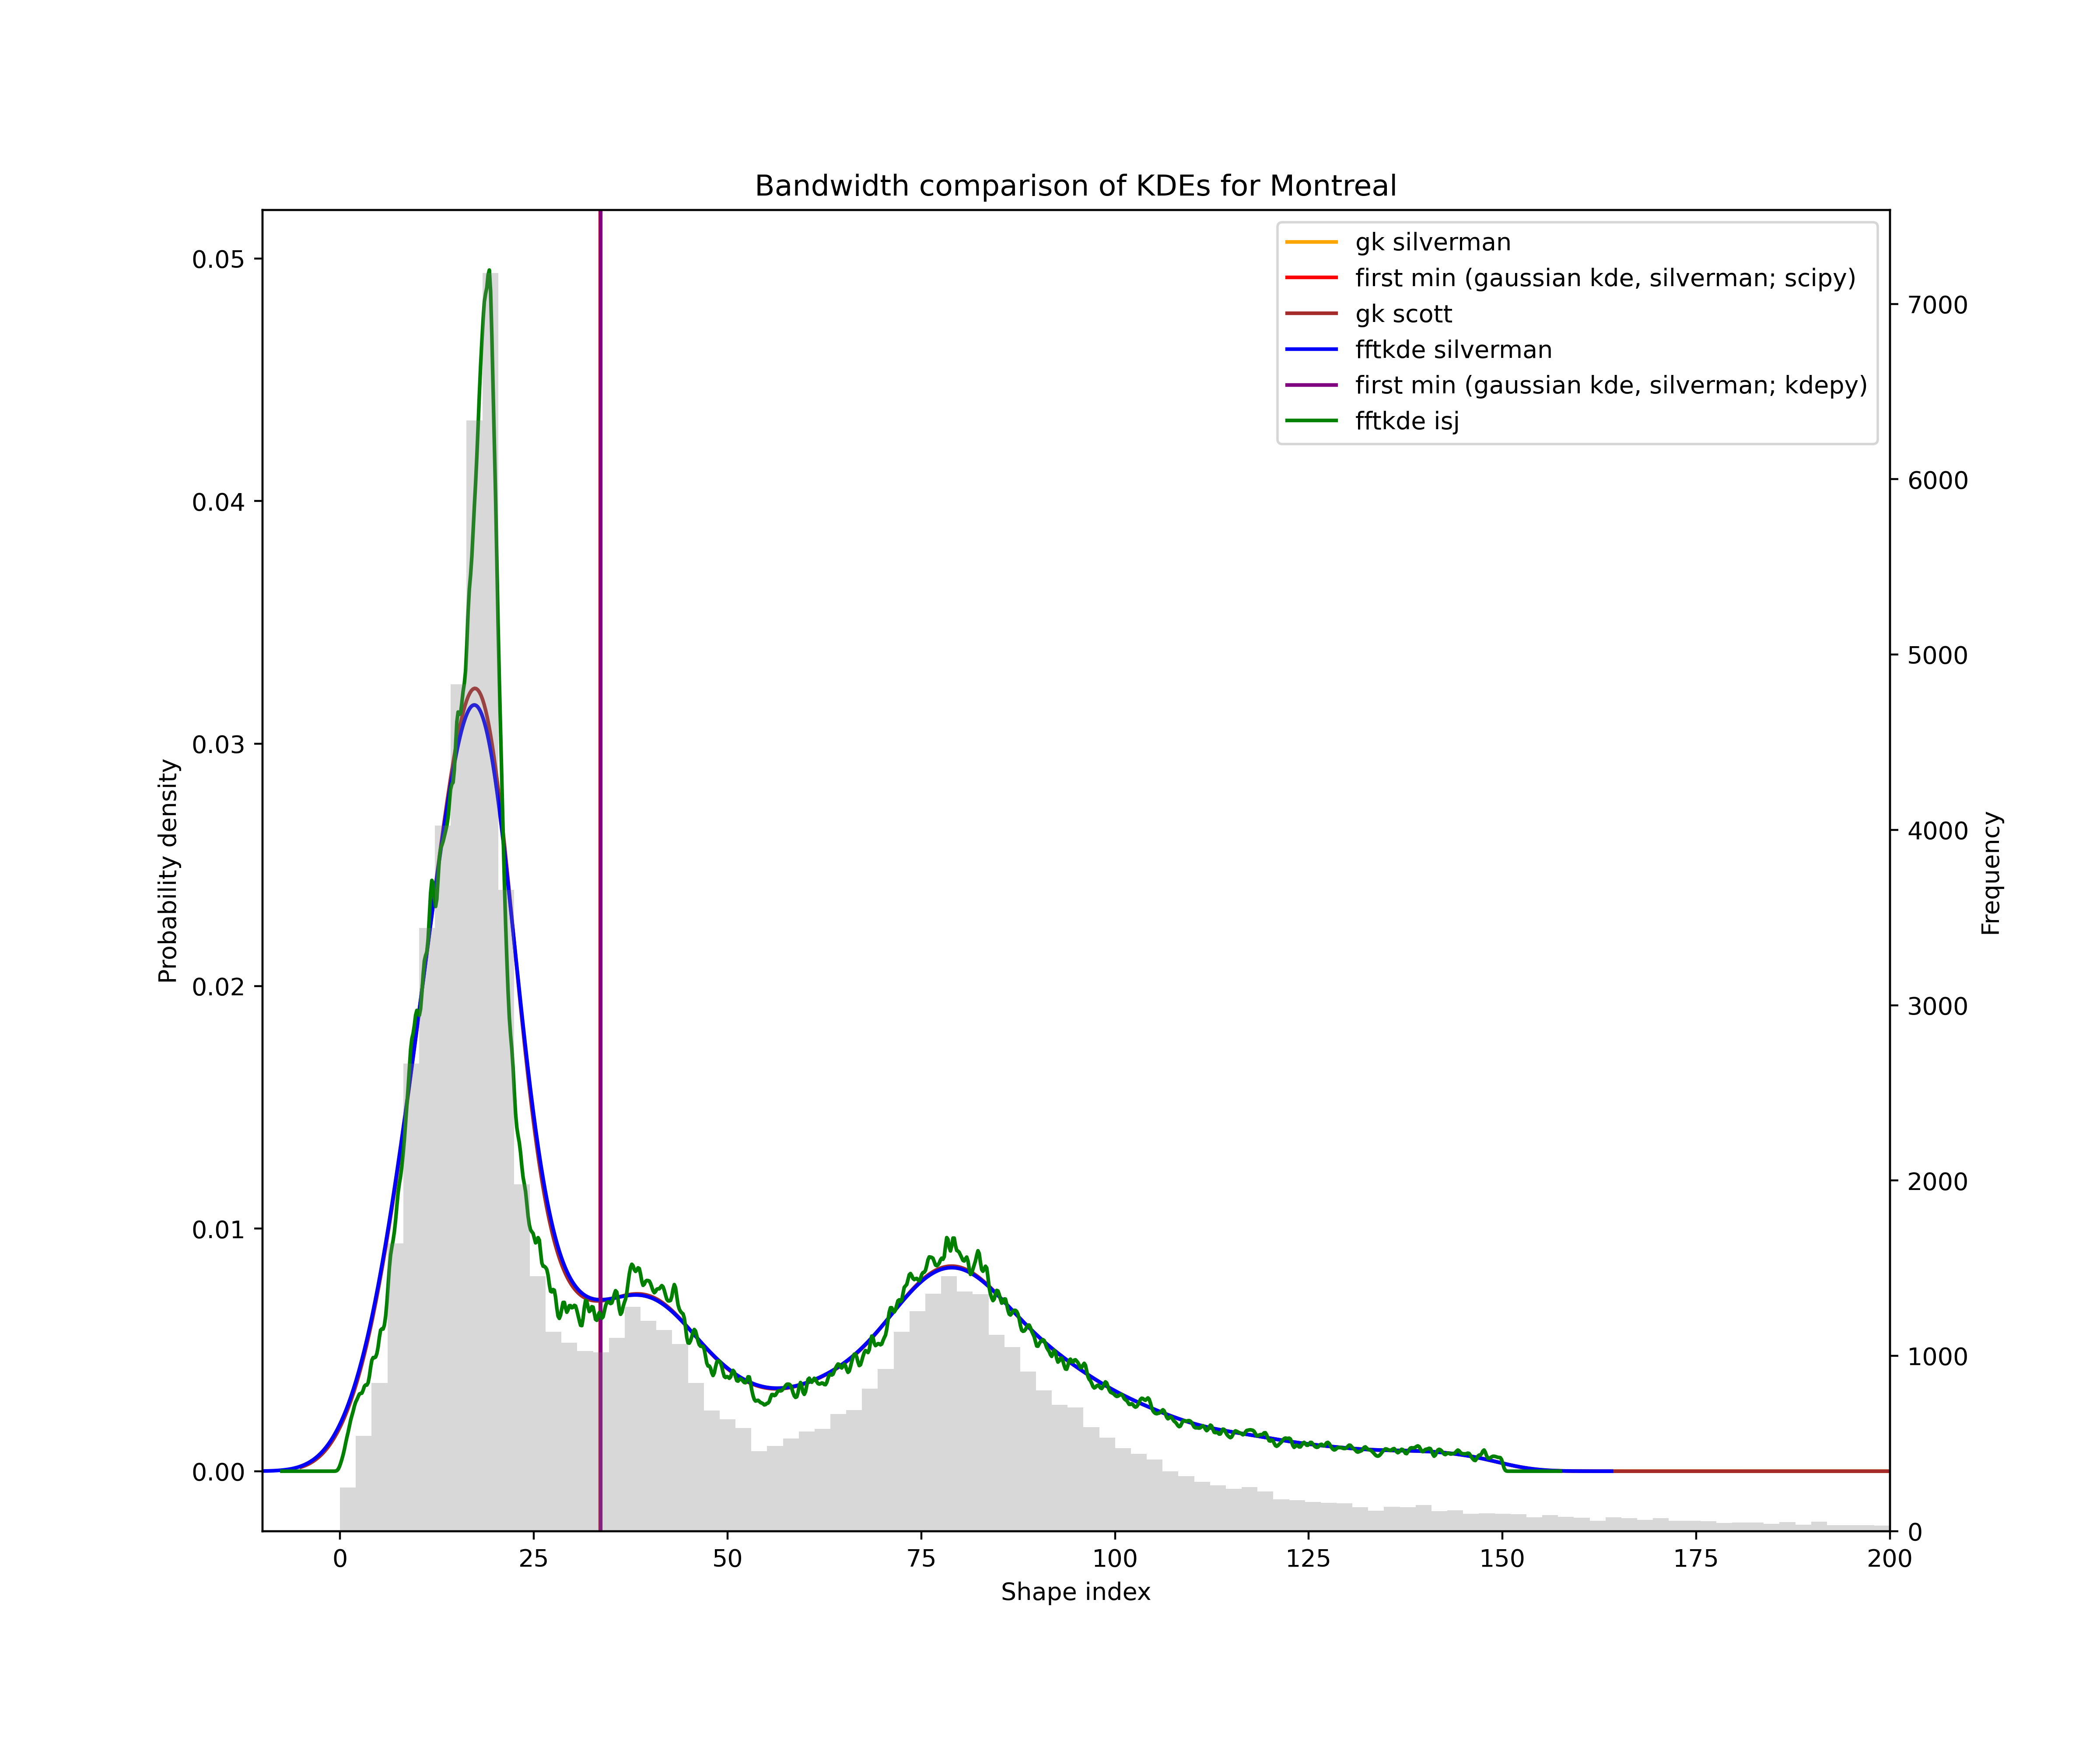 Bandwidth comparison of KDEs for Montreal
gk silverman
first min (gaussian kde, silverman; scipy)
gk scott
fftkde silverman
first min (gaussian kde, silverman; kdepy)
fftkde isj
0.05
0.04
0.03
0.02
0.01
0.00
Probability density
7000
6000
5000
4000
3000
2000
1000
0
Frequency
0 25 50 75 100 125 150 175 200
Shape index